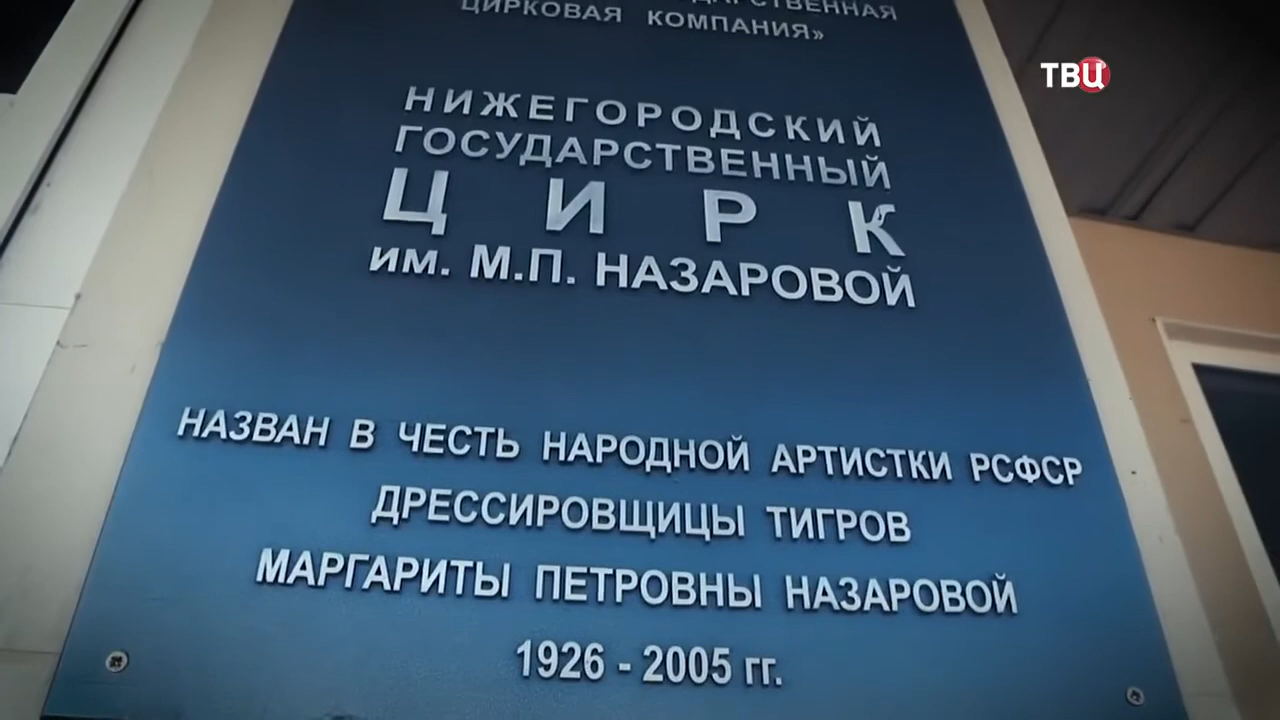 ЦИРКОВАЯ КОМПАНИЯ»
ТВЦ
НИЖЕГОРОДСКИЙ
ГОСУДАРСТВЕННЫЙ
ЦИРК
им. М.П. НАЗАРОВОЙ
НАЗВАН В ЧЕСТЬ НАРОДНОЙ АРТИСТКИ РСФСР
ДРЕССИРОВЩИЦЫ ТИГРОВ
МАРГАРИТЫ ПЕТРОВНЫ НАЗАРОВОЙ
1926 - 2005 гг.